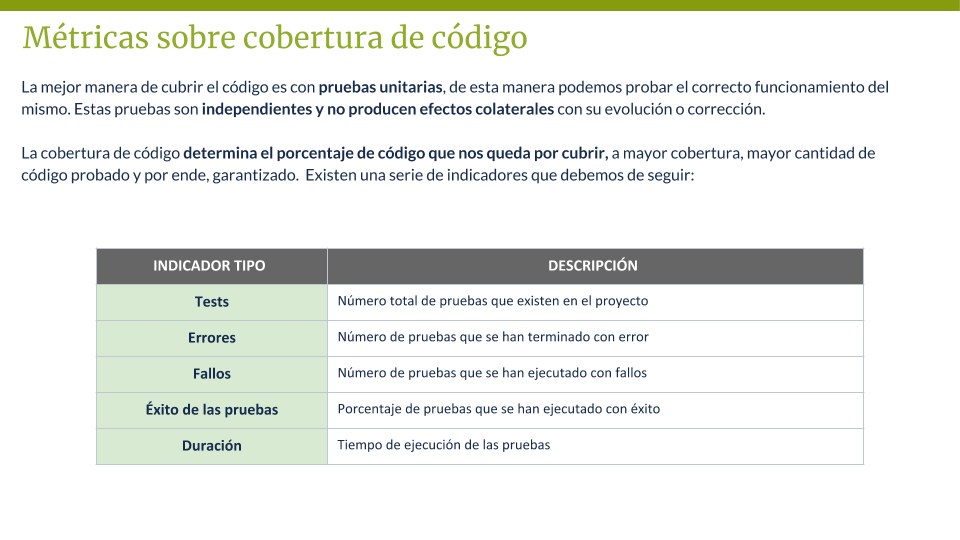 Métricas sobre cobertura de código
La mejor manera de cubrir el código es con pruebas unitarias, de esta manera podemos probar el correcto funcionamiento del
mismo. Estas pruebas son independientes y no producen efectos colaterales con su evolución o corrección.
La cobertura de código determina el porcentaje de código que nos queda por cubrir, a mayor cobertura, mayor cantidad de
código probado y por ende, garantizado. Existen una serie de indicadores que debemos de seguir:
INDICADOR TIPO DESCRIPCIÓN
Tests Número total de pruebas que existen en el proyecto
Errores Número de pruebas que se han terminado con error
Fallos Número de pruebas que se han ejecutado con fallos
Éxito de las pruebas Porcentaje de pruebas que se han ejecutado con éxito
Duración Tiempo de ejecución de las pruebas